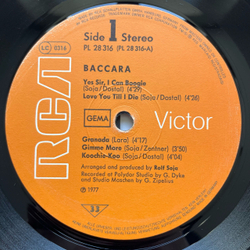 LC 0316
Side 1 Stereo
PL 28 316 (PL 28 316-A)
BACCARA
Yes Sir, I Can Boogie
(Soja/Dostal) (4'29)
Love You Till I Die (Soja/Dostal) (4'26)
RCA
Victor
GEMA
Granada (Lara) (4'17)
Gimme More (Soja/Zentner) (3'50)
Koochie-Koo (Soja/Dostal) (4'04)
Arranged and produced by Rolf Soja
Recorded at Polydor Studio by G. Dyke
and Studio Maschen by G. Zipelius
℗ 1977
33